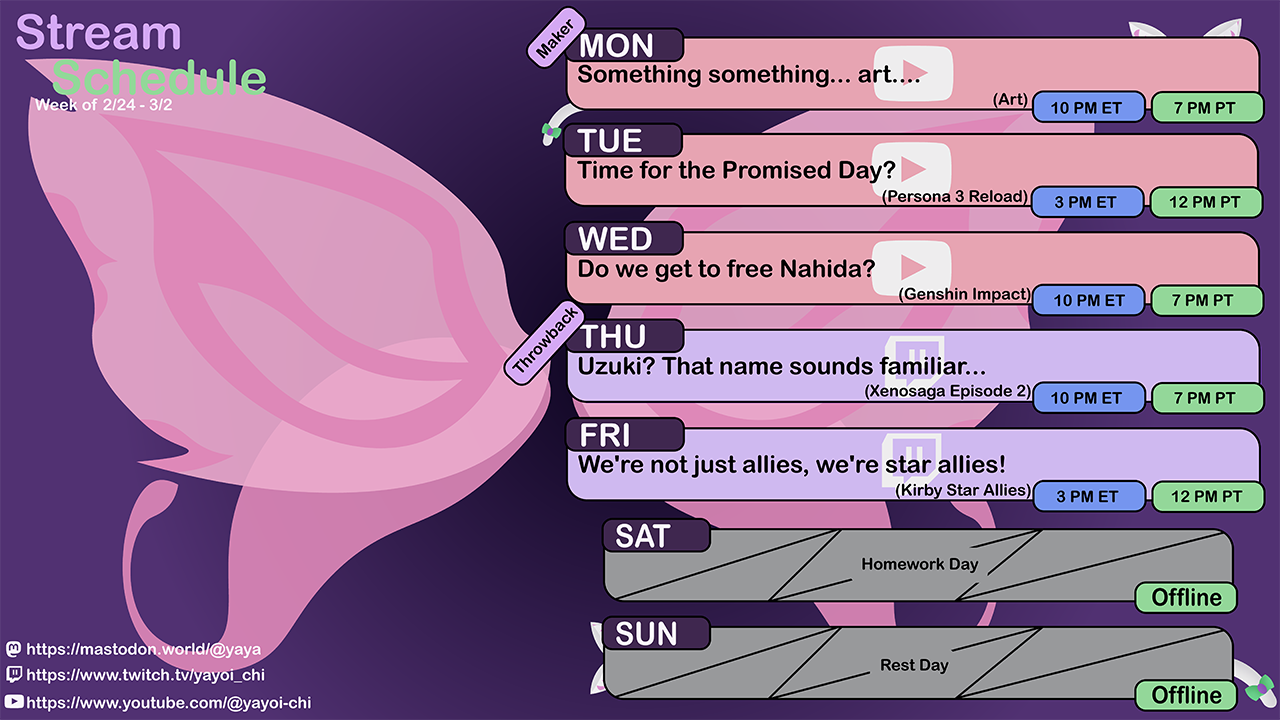 Stream
Schedule
Week of 2/24 - 3/2
Maker
MON
Something something... art....
(Art)
10 PM ET
7 PM PT
TUE
Time for the Promised Day?
(Persona 3 Reload)
3 PM ET
12 PM PT
WED
Do we get to free Nahida?
(Genshin Impact)
10 PM ET
7 PM PT
Throwback
THU
Uzuki? That name sounds familiar...
(Xenosaga Episode 2)
10 PM ET
7 PM PT
FRI
We're not just allies, we're star allies!
(Kirby Star Allies)
3 PM ET
12 PM PT
SAT
Homework Day
Offline
SUN
Rest Day
Offline
https://mastodon.world/@yaya
https://www.twitch.tv/yayoi_chi
https://www.youtube.com/@yayoi-chi